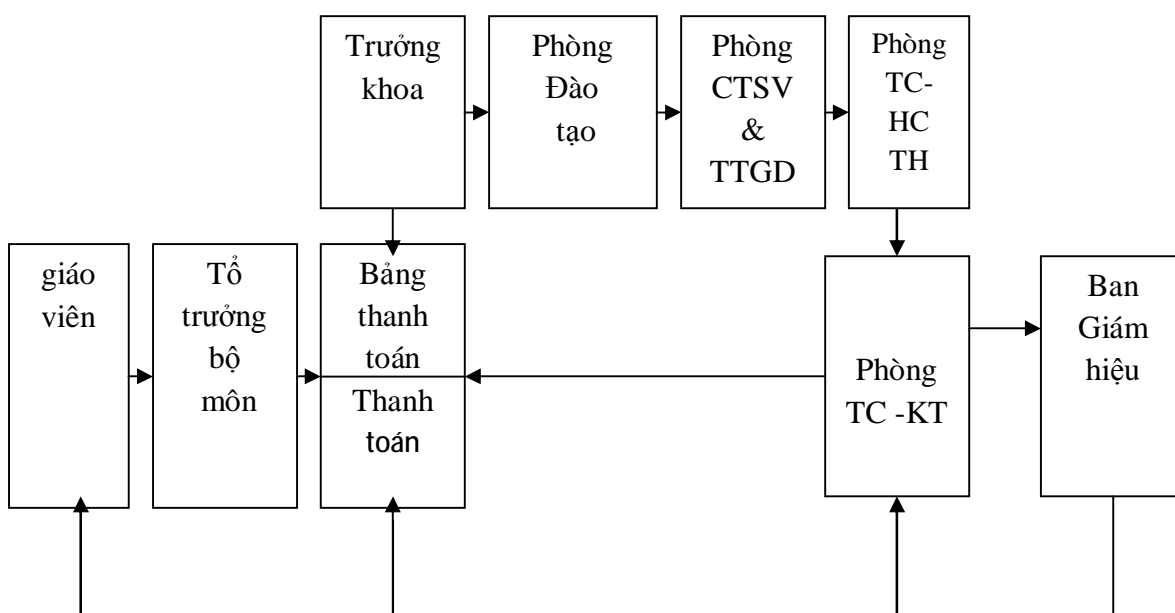 Trưởng
khoa
Phòng
Đào
tạo
Phòng
CTSV
&
TTGD
Phòng
TC-
HC
TH
giáo
viên
Tổ
trưởng
bộ
môn
Bảng
thanh
toán
Thanh
toán
Phòng
TC -KT
Ban
Giám
hiệu